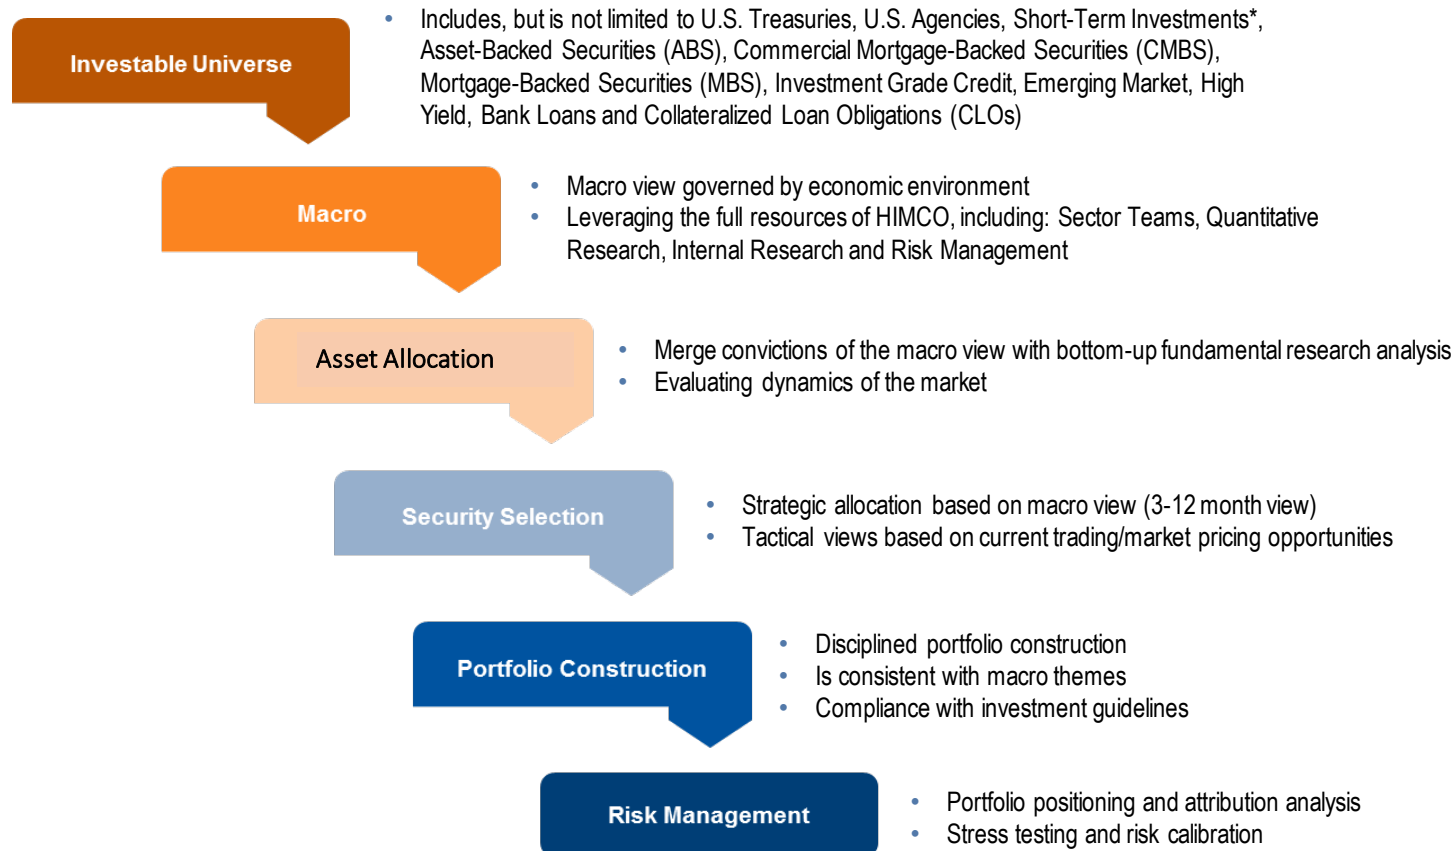 Investable Universe
• Includes, but is not limited to U.S. Treasuries, U.S. Agencies, Short-Term Investments*,
Asset-Backed Securities (ABS), Commercial Mortgage-Backed Securities (CMBS),
Mortgage-Backed Securities (MBS), Investment Grade Credit, Emerging Market, High
Yield, Bank Loans and Collateralized Loan Obligations (CLOs)
Macro
• Macro view governed by economic environment
• Leveraging the full resources of HIMCO, including: Sector Teams, Quantitative
Research, Internal Research and Risk Management
Asset Allocation
• Merge convictions of the macro view with bottom-up fundamental research analysis
• Evaluating dynamics of the market
Security Selection
• Strategic allocation based on macro view (3-12 month view)
• Tactical views based on current trading/market pricing opportunities
Portfolio Construction
• Disciplined portfolio construction
• Is consistent with macro themes
• Compliance with investment guidelines
Risk Management
• Portfolio positioning and attribution analysis
• Stress testing and risk calibration